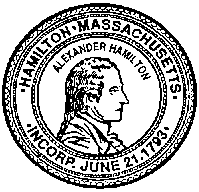 ·HAMILTON·MASSACHUSETTS·
INCORP. JUNE 21·1793·
ALEXANDER HAMILTON